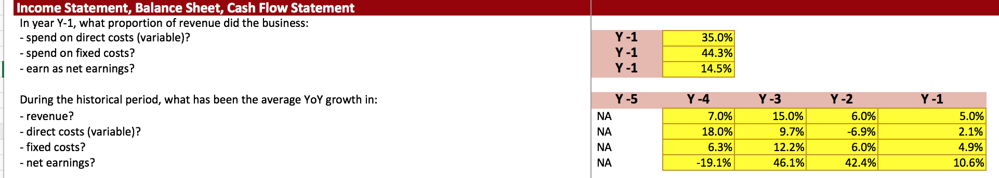 Income Statement, Balance Sheet, Cash Flow Statement
In year Y-1, what proportion of revenue did the business:
- spend on direct costs (variable)? Y -1 35.0%
- spend on fixed costs? Y -1 44.3%
- earn as net earnings? Y -1 14.5%
During the historical period, what has been the average YoY growth in: Y -5 Y -4 Y -3 Y -2 Y -1
- revenue? NA 7.0% 15.0% 6.0% 5.0%
- direct costs (variable)? NA 18.0% 9.7% -6.9% 2.1%
- fixed costs? NA 6.3% 12.2% 6.0% 4.9%
- net earnings? NA -19.1% 46.1% 42.4% 10.6%